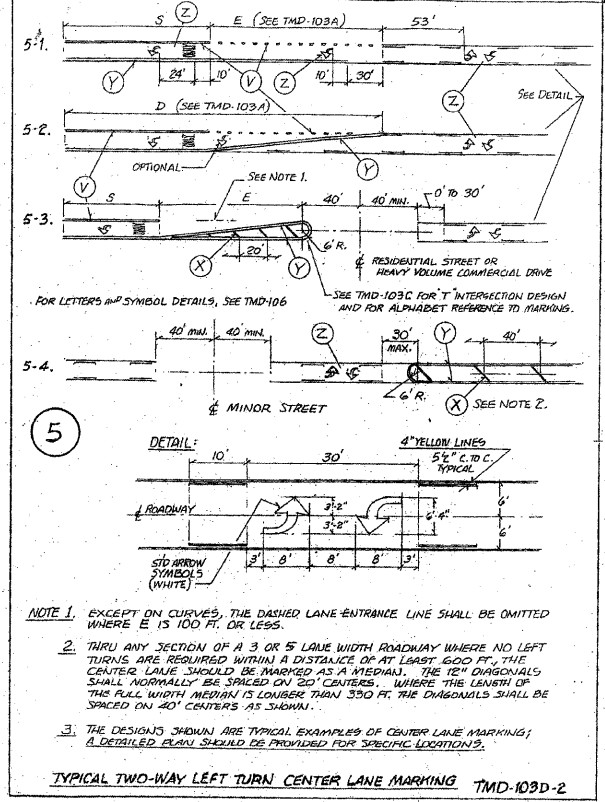 S Z E (SEE TMD-103A) 53'
5-1.
Y 24' 10' V Z 10' 30' Z
D (SEE TMD-103A) SEE DETAIL
5-2.
OPTIONAL Y
V SEE NOTE 1. 0' TO 30'
S E 40' 40' MIN.
5-3.
X 20' Y 6' R.
℄ RESIDENTIAL STREET OR
HEAVY VOLUME COMMERCIAL DRIVE
FOR LETTERS AND SYMBOL DETAILS, SEE TMD-106
SEE TMD-103C FOR "T" INTERSECTION DESIGN
AND FOR ALPHABET REFERENCE TO MARKING.
40' MIN. 40' MIN. Z 30' MAX. Y 40'
5-4.
6' R. X SEE NOTE 2.
℄ MINOR STREET
5
DETAIL:
4" YELLOW LINES
5½" C. TO C.
TYPICAL
10' 30'
℄ ROADWAY 3'-2" 6'-4" 6'
3'-2" 6'
STD ARROW
SYMBOLS
(WHITE)
3' 8' 8' 8' 3'
NOTE 1. EXCEPT ON CURVES, THE DASHED LANE ENTRANCE LINE SHALL BE OMITTED
WHERE E IS 100 FT. OR LESS.
2. THRU ANY SECTION OF A 3 OR 5 LANE WIDTH ROADWAY WHERE NO LEFT
TURNS ARE REQUIRED WITHIN A DISTANCE OF AT LEAST 600 FT., THE
CENTER LANE SHOULD BE MARKED AS A MEDIAN. THE 12" DIAGONALS
SHALL NORMALLY BE SPACED ON 20' CENTERS. WHERE THE LENGTH OF
THE FULL WIDTH MEDIAN IS LONGER THAN 330 FT. THE DIAGONALS SHALL BE
SPACED ON 40' CENTERS AS SHOWN.
3. THE DESIGNS SHOWN ARE TYPICAL EXAMPLES OF CENTER LANE MARKING;
A DETAILED PLAN SHOULD BE PROVIDED FOR SPECIFIC LOCATIONS.
TYPICAL TWO-WAY LEFT TURN CENTER LANE MARKING TMD-103D-2